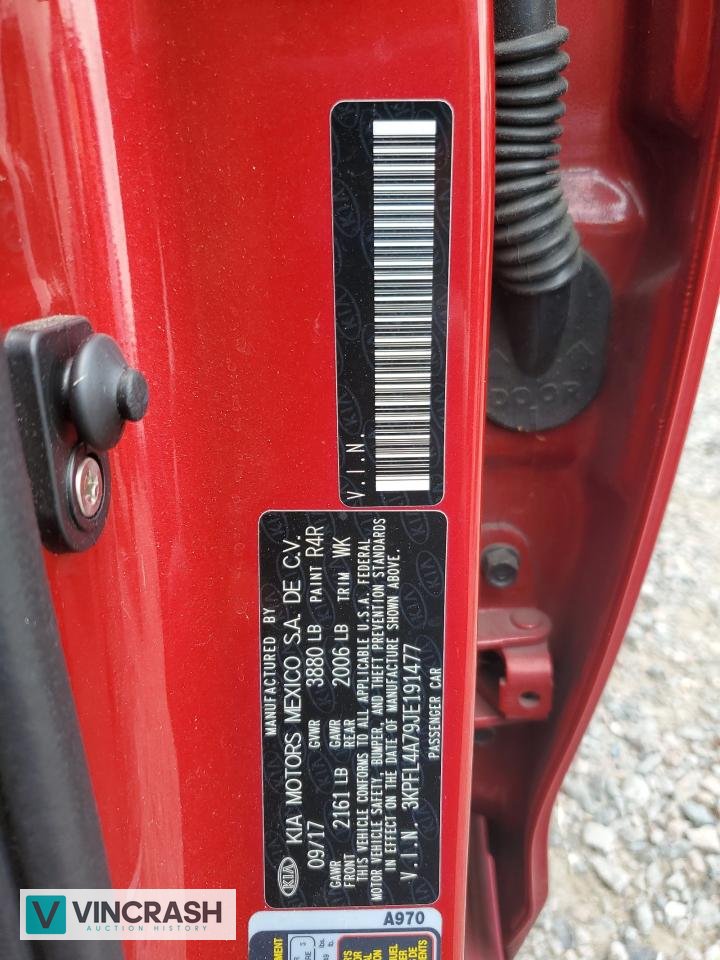 V.I.N.
MANUFACTURED BY
KIA KIA MOTORS MEXICO S.A. DE C.V.
09/17 GVWR 3880 LB PAINT R4R
GAWR FRONT 2161 LB GAWR REAR 2006 LB TRIM WK
THIS VEHICLE CONFORMS TO ALL APPLICABLE U.S.A. FEDERAL
MOTOR VEHICLE SAFETY, BUMPER, AND THEFT PREVENTION STANDARDS
IN EFFECT ON THE DATE OF MANUFACTURE SHOWN ABOVE.
V.I.N. 3KPFL4A79JE191477
PASSENGER CAR
DOOR
A970
VINCRASH
AUCTION HISTORY